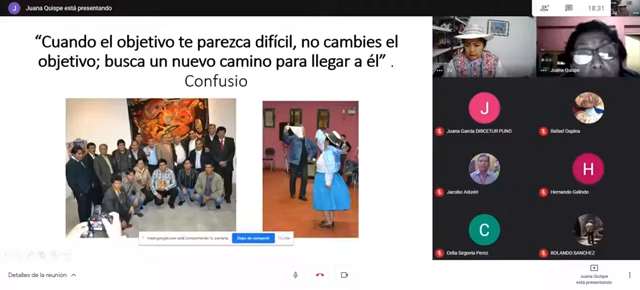 J Juana Quispe está presentando
18:31
“Cuando el objetivo te parezca difícil, no cambies el
objetivo; busca un nuevo camino para llegar a él” .
Confusio
Juana Quispe
J
Juana Garcia DIRCETUR PUNO
Rafael Ospina
Jacobo Aduviri
H
Hernando Galindo
C
Celia Segovia Perez
ROLANDO SANCHEZ
meet.google.com está compartiendo tu pantalla.
Dejar de compartir
Ocultar
Detalles de la reunión
Juana Quispe
está presentando